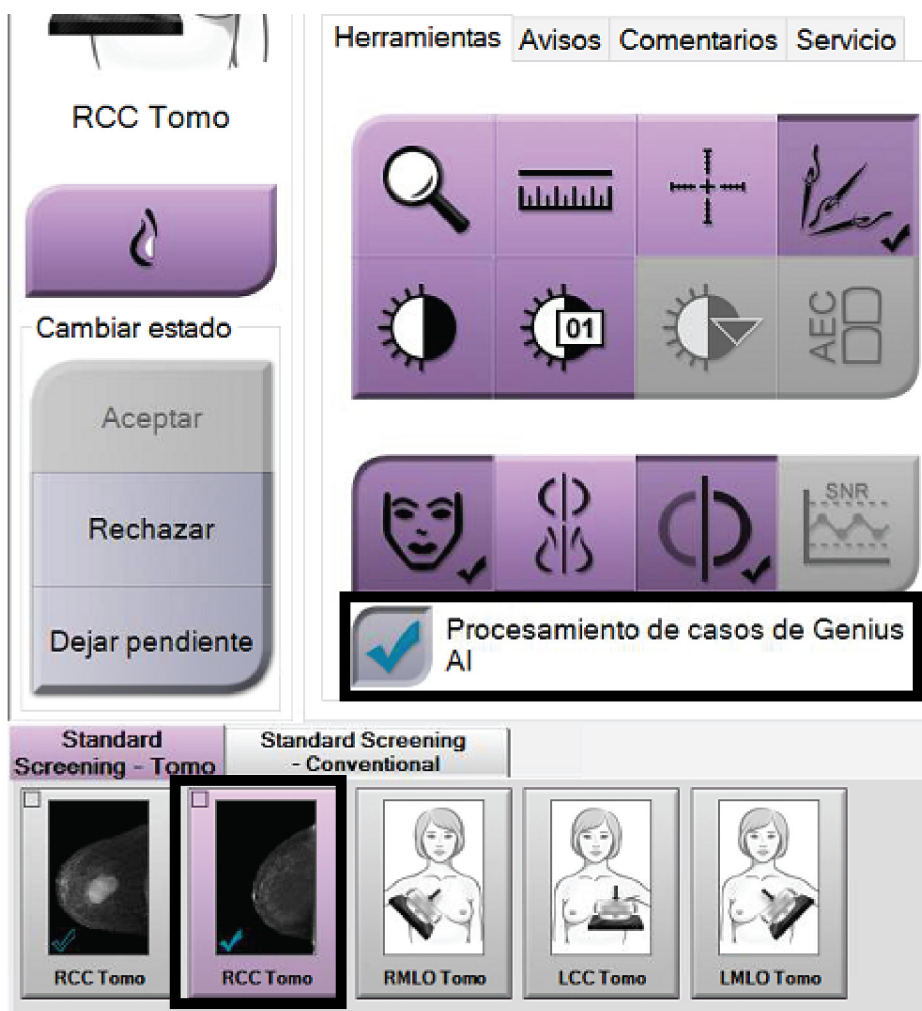 RCC Tomo
Cambiar estado
Aceptar
Rechazar
Dejar pendiente
Herramientas Avisos Comentarios Servicio
01
AEC
SNR
Procesamiento de casos de Genius
AI
Standard
Screening - Tomo
Standard Screening
- Conventional
RCC Tomo
RCC Tomo
RMLO Tomo
LCC Tomo
LMLO Tomo